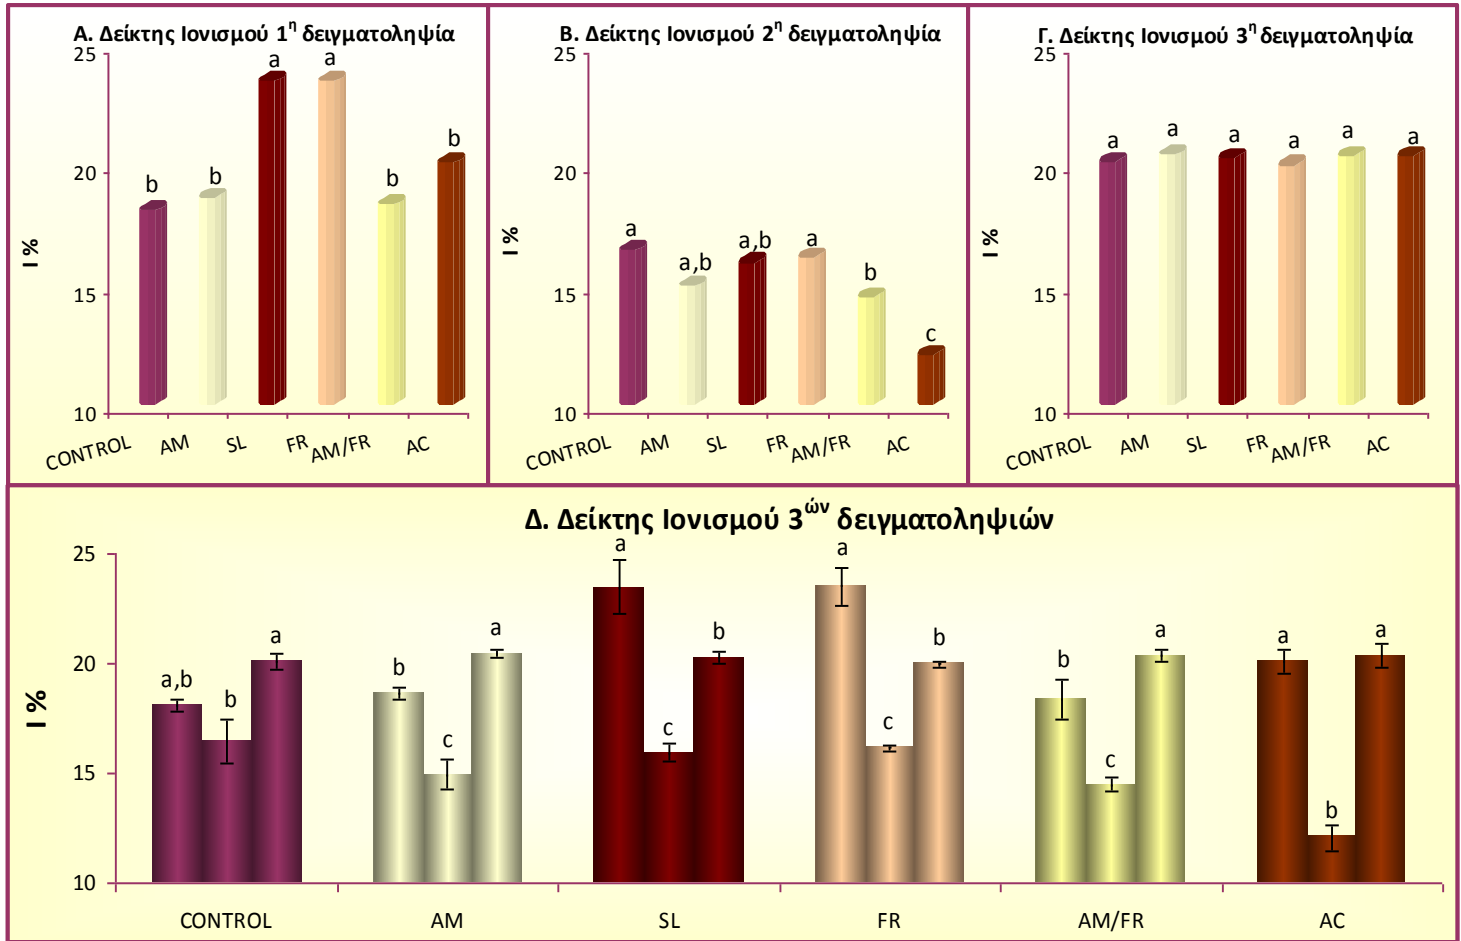 Α. Δείκτης Ιονισμού 1η δειγματοληψία
25
20
15
10
Ι %
b
b
a
a
b
b
CONTROL AM SL FR AM/FR AC
Β. Δείκτης Ιονισμού 2η δειγματοληψία
25
20
15
10
Ι %
a
a,b
a,b
a
b
c
CONTROL AM SL FR AM/FR AC
Γ. Δείκτης Ιονισμού 3η δειγματοληψία
25
20
15
10
Ι %
a
a
a
a
a
a
CONTROL AM SL FR AM/FR AC
Δ. Δείκτης Ιονισμού 3ών δειγματοληψιών
25
20
15
10
Ι %
a,b
b
a
b
c
a
a
c
b
a
c
b
b
c
a
a
b
a
CONTROL AM SL FR AM/FR AC